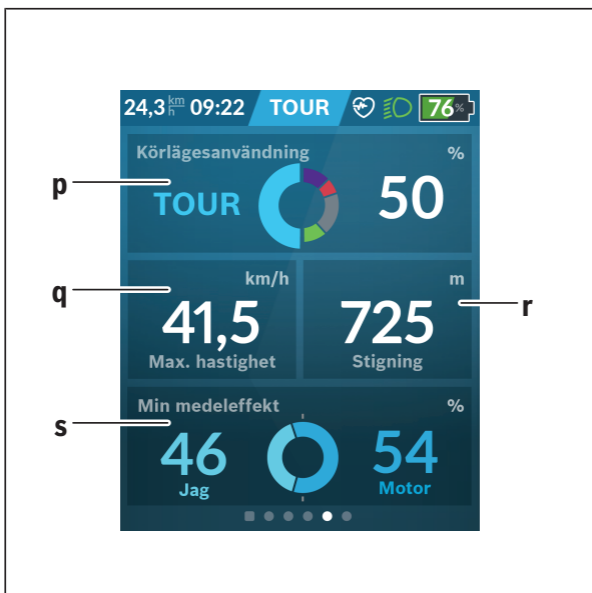 24,3 km/h 09:22 TOUR 76%
Körlägesanvändning %
p
TOUR 50
q
km/h m
r
41,5 725
Max. hastighet Stigning
Min medeleffekt %
s
46 54
Jag Motor